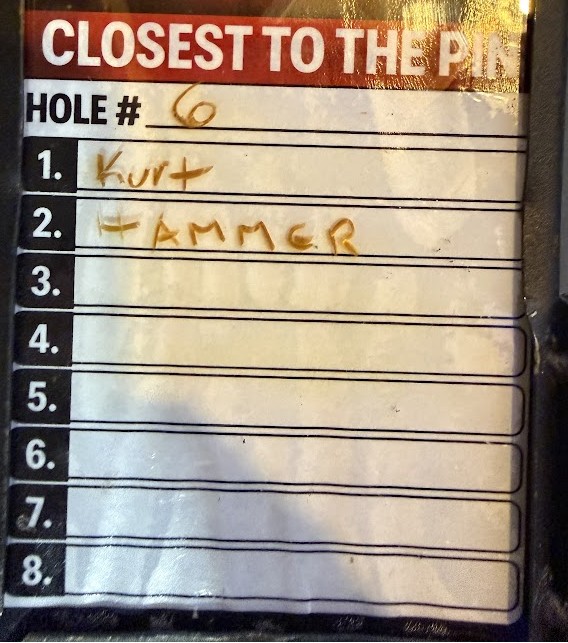 CLOSEST TO THE PIN
HOLE # 6
1. Kurt
2. HAMMER
3.
4.
5.
6.
7.
8.